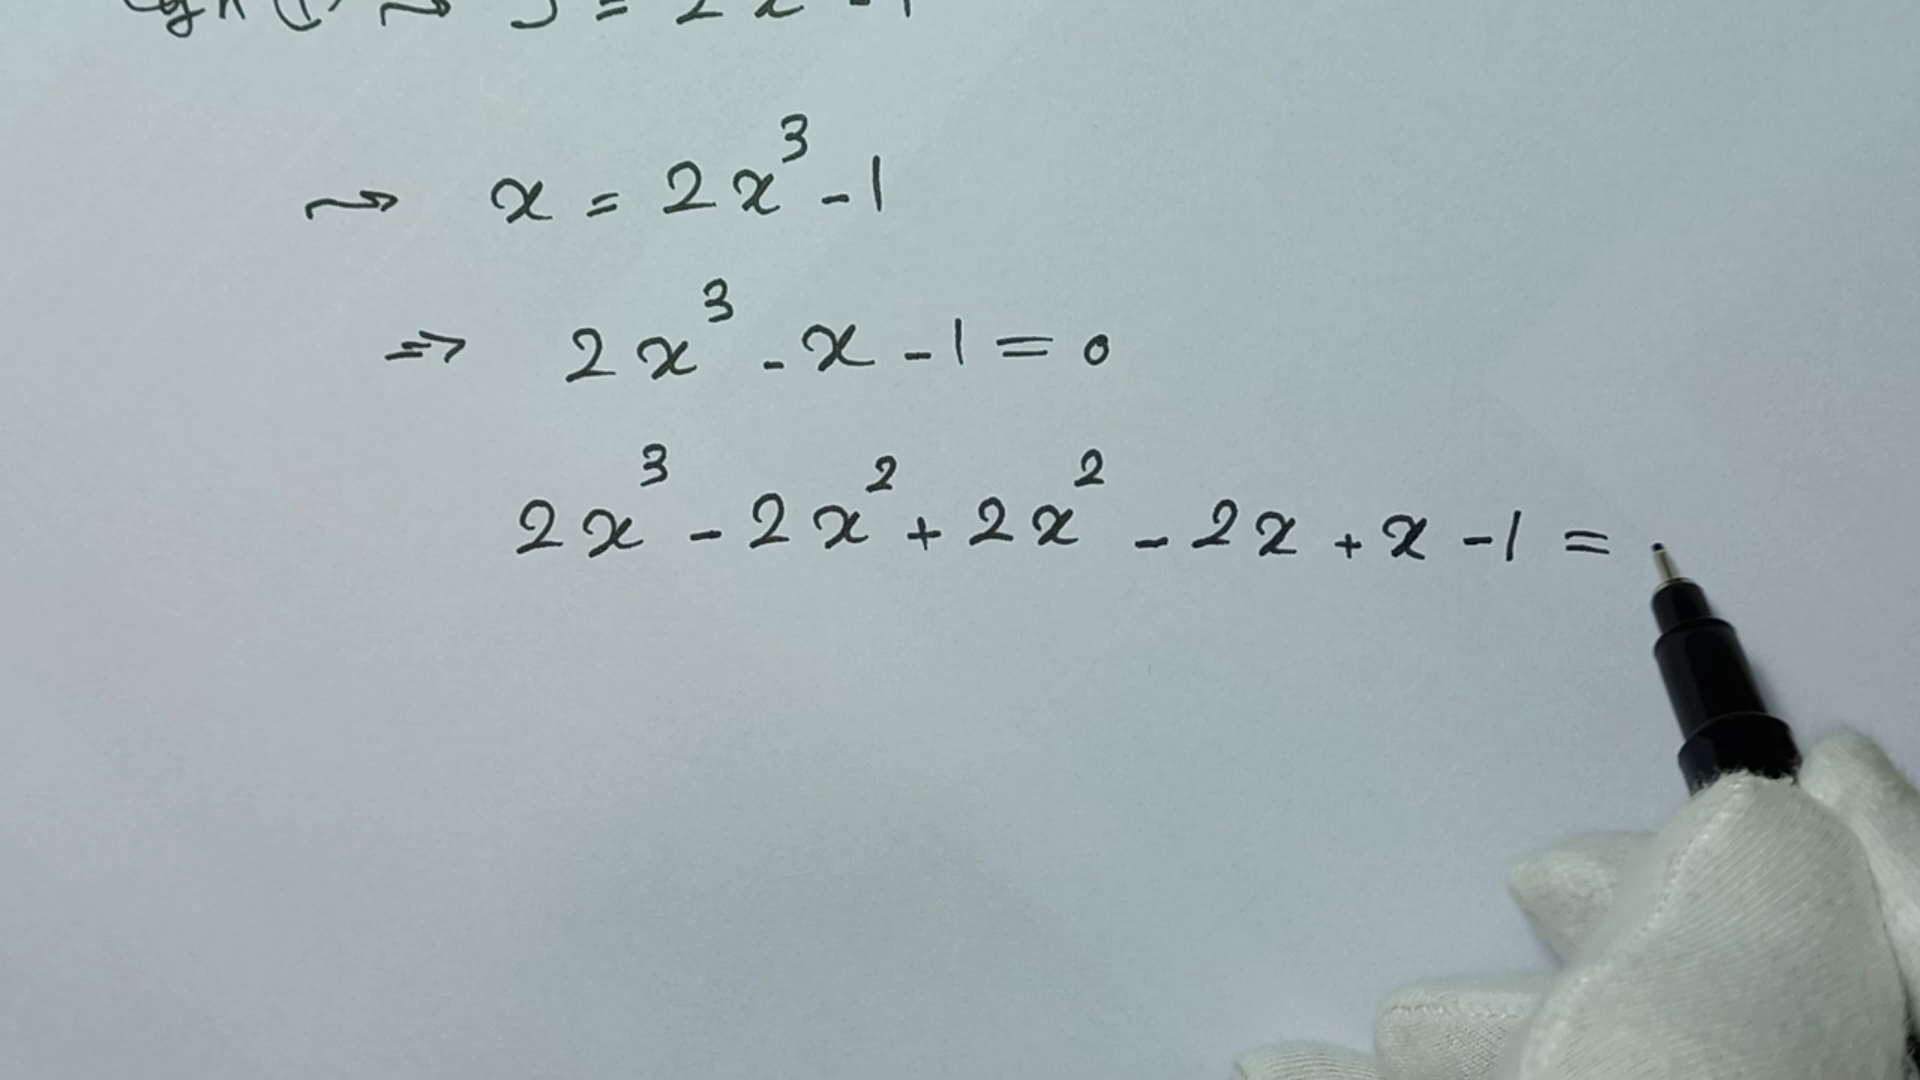 ⇝ x = 2x³ - 1
⇒ 2x³ - x - 1 = 0
2x³ - 2x² + 2x² - 2x + x - 1 =